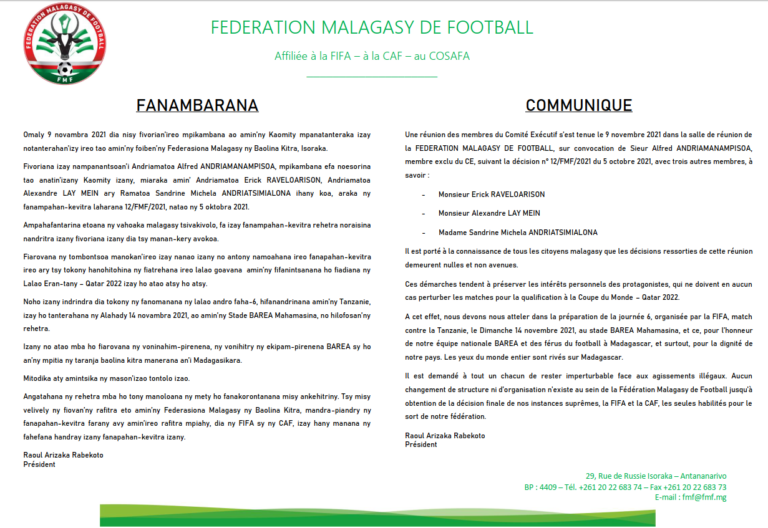 FEDERATION MALAGASY DE FOOTBALL
FMF
FEDERATION MALAGASY DE FOOTBALL
Affiliée à la FIFA – à la CAF – au COSAFA
FANAMBARANA
Omaly 9 novambra 2021 dia nisy fivorian'ireo mpikambana ao amin'ny Kaomity mpanatanteraka izay
notanterahan'izy ireo tao amin'ny foiben'ny Federasiona Malagasy ny Baolina Kitra, Isoraka.
Fivoriana izay nampanantsoan'i Andriamatoa Alfred ANDRIAMANAMPISOA, mpikambana efa noesorina
tao anatin'izany Kaomity izany, miaraka amin' Andriamatoa Erick RAVELOARISON, Andriamatoa
Alexandre LAY MEIN ary Ramatoa Sandrine Michela ANDRIATSIMIALONA ihany koa, araka ny
fanampahan-kevitra laharana 12/FMF/2021, natao ny 5 oktobra 2021.
Ampahafantarina etoana ny vahoaka malagasy tsivakivolo, fa izay fanampahan-kevitra rehetra noraisina
nandritra izany fivoriana izany dia tsy manan-kery avokoa.
Fiarovana ny tombontsoa manokan'ireo izay nanao izany no antony namoahana ireo fanapahan-kevitra
ireo ary tsy tokony hanohitohina ny fiatrehana ireo lalao goavana amin'ny fifanintsanana ho fiadiana ny
Lalao Eran-tany – Qatar 2022 izay ho atao atsy ho atsy.
Noho izany indrindra dia tokony ny fanomanana ny lalao andro faha-6, hifanandrinana amin'ny Tanzanie,
izay ho tanterahana ny Alahady 14 novambra 2021, ao amin'ny Stade BAREA Mahamasina, no hilofosan'ny
rehetra.
Izany no atao mba ho fiarovana ny voninahim-pirenena, ny vonihitry ny ekipam-pirenena BAREA sy ho
an'ny mpitia ny taranja baolina kitra manerana an'i Madagasikara.
Mitodika aty amintsika ny mason'izao tontolo izao.
Angatahana ny rehetra mba ho tony manoloana ny mety ho fanakorontanana misy ankehitriny. Tsy misy
velively ny fiovan'ny rafitra eto amin'ny Federasiona Malagasy ny Baolina Kitra, mandra-piandry ny
fanapahan-kevitra farany avy amin'ireo rafitra mpiahy, dia ny FIFA sy ny CAF, izay hany manana ny
fahefana handray izany fanapahan-kevitra izany.
Raoul Arizaka Rabekoto
Président
COMMUNIQUE
Une réunion des membres du Comité Exécutif s'est tenue le 9 novembre 2021 dans la salle de réunion de
la FEDERATION MALAGASY DE FOOTBALL, sur convocation de Sieur Alfred ANDRIAMANAMPISOA,
membre exclu du CE, suivant la décision n° 12/FMF/2021 du 5 octobre 2021, avec trois autres membres, à
savoir :
- Monsieur Erick RAVELOARISON
- Monsieur Alexandre LAY MEIN
- Madame Sandrine Michela ANDRIATSIMIALONA
Il est porté à la connaissance de tous les citoyens malagasy que les décisions ressorties de cette réunion
demeurent nulles et non avenues.
Ces démarches tendent à préserver les intérêts personnels des protagonistes, qui ne doivent en aucun
cas perturber les matches pour la qualification à la Coupe du Monde – Qatar 2022.
A cet effet, nous devons nous atteler dans la préparation de la journée 6, organisée par la FIFA, match
contre la Tanzanie, le Dimanche 14 novembre 2021, au stade BAREA Mahamasina, et ce, pour l'honneur
de notre équipe nationale BAREA et des férus du football à Madagascar, et surtout, pour la dignité de
notre pays. Les yeux du monde entier sont rivés sur Madagascar.
Il est demandé à tout un chacun de rester imperturbable face aux agissements illégaux. Aucun
changement de structure ni d'organisation n'existe au sein de la Fédération Malagasy de Football jusqu'à
obtention de la décision finale de nos instances suprêmes, la FIFA et la CAF, les seules habilités pour le
sort de notre fédération.
Raoul Arizaka Rabekoto
Président
29, Rue de Russie Isoraka – Antananarivo
BP : 4409 – Tél. +261 20 22 683 74 – Fax +261 20 22 683 73
E-mail : fmf@fmf.mg